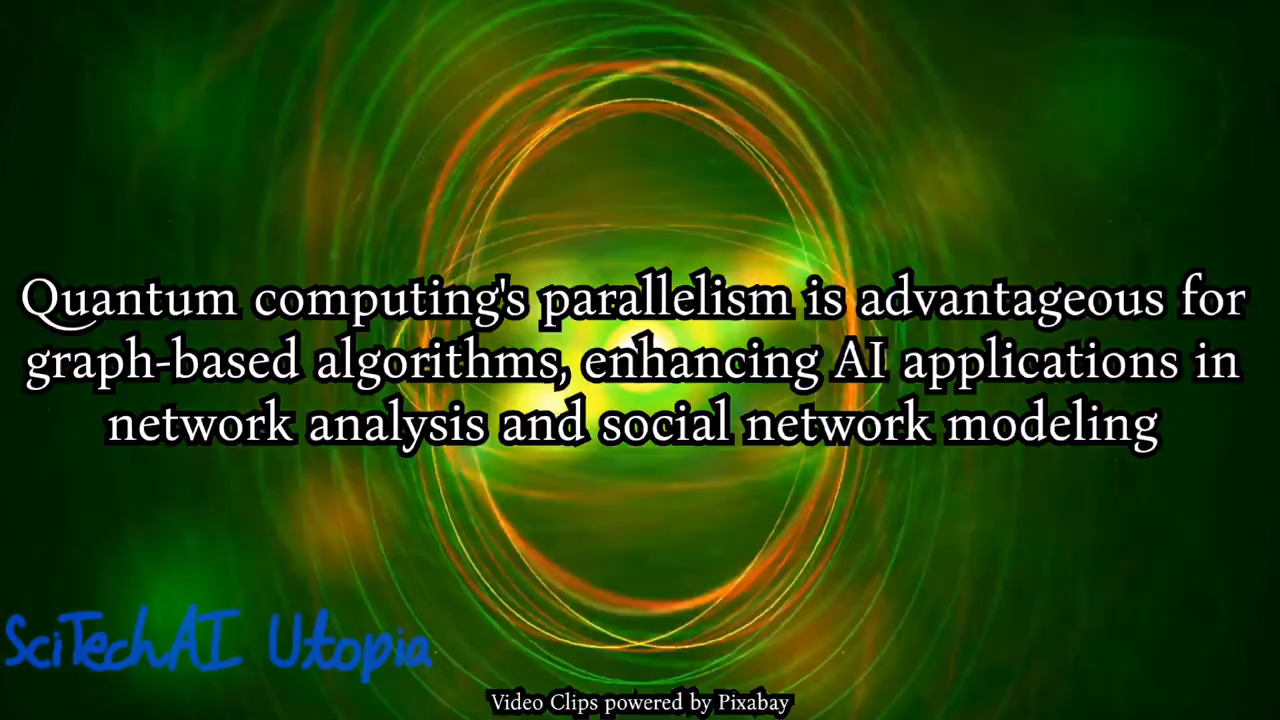 Quantum computing's parallelism is advantageous for
graph-based algorithms, enhancing AI applications in
network analysis and social network modeling
SciTechAI Utopia
Video Clips powered by Pixabay